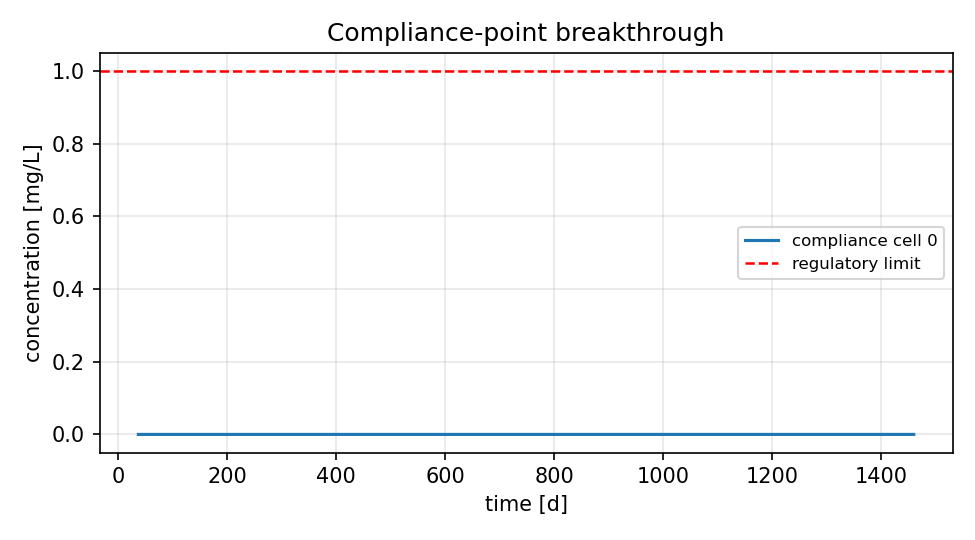 Compliance-point breakthrough
concentration [mg/L]
1.0
0.8
0.6
0.4
0.2
0.0
compliance cell 0
regulatory limit
0 200 400 600 800 1000 1200 1400
time [d]